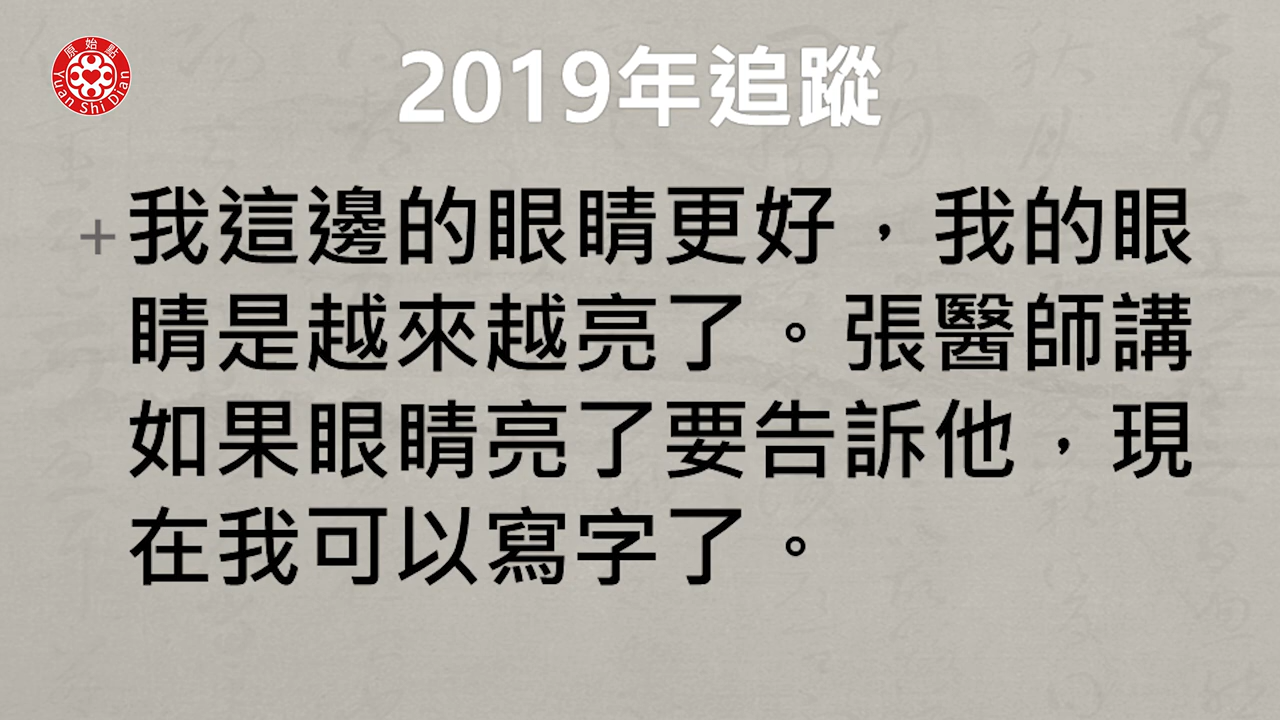 原始點
Yuan Shi Dian
2019年追蹤
+我這邊的眼睛更好，我的眼
睛是越來越亮了。張醫師講
如果眼睛亮了要告訴他，現
在我可以寫字了。